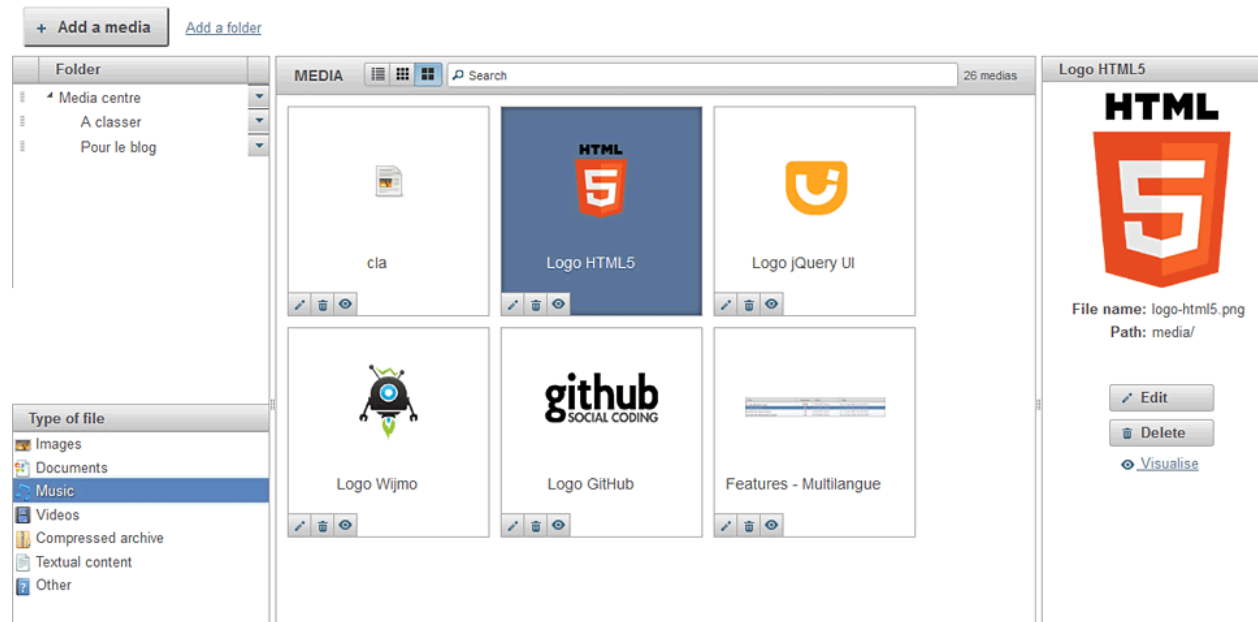 + Add a media
Add a folder
Folder
Media centre
A classer
Pour le blog
Type of file
Images
Documents
Music
Videos
Compressed archive
Textual content
Other
MEDIA
Search
26 medias
cla
HTML
5
Logo HTML5
Logo jQuery UI
Logo Wijmo
github
SOCIAL CODING
Logo GitHub
Features - Multilangue
Logo HTML5
HTML
5
File name: logo-html5.png
Path: media/
Edit
Delete
Visualise